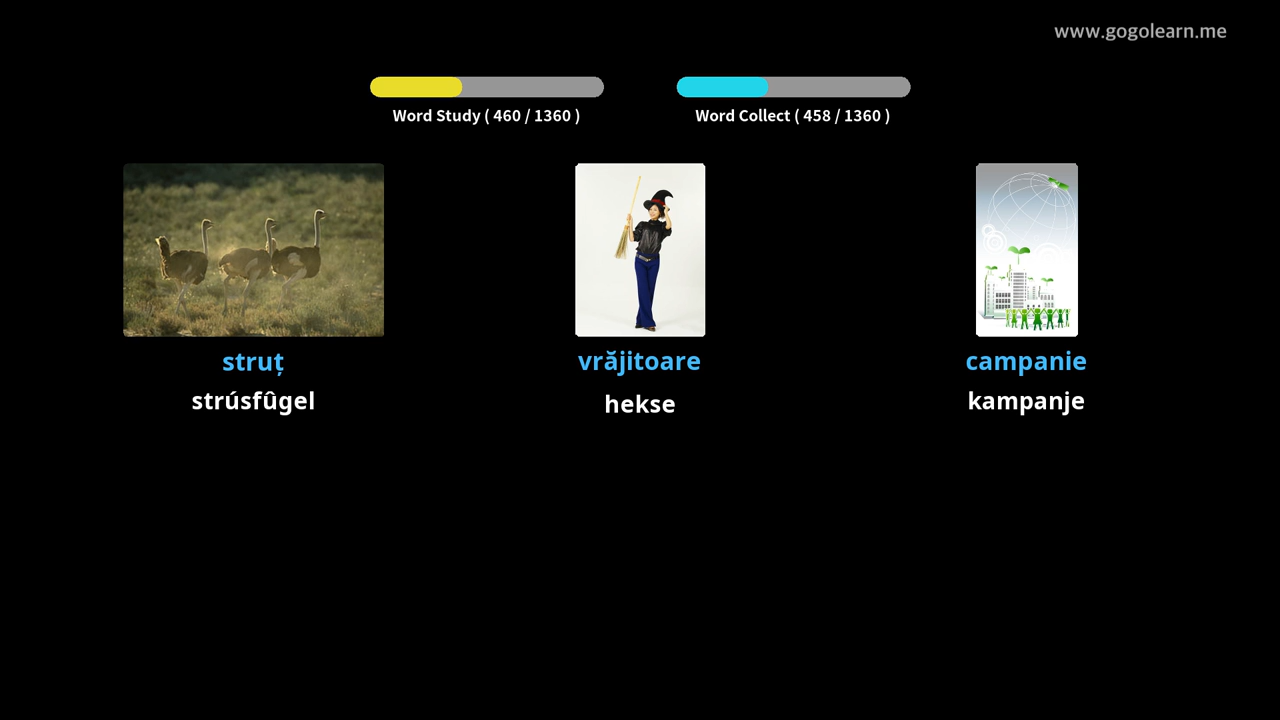 www.gogolearn.me
Word Study ( 460 / 1360 )
Word Collect ( 458 / 1360 )
struț
vrăjitoare
campanie
strúsfûgel
hekse
kampanje